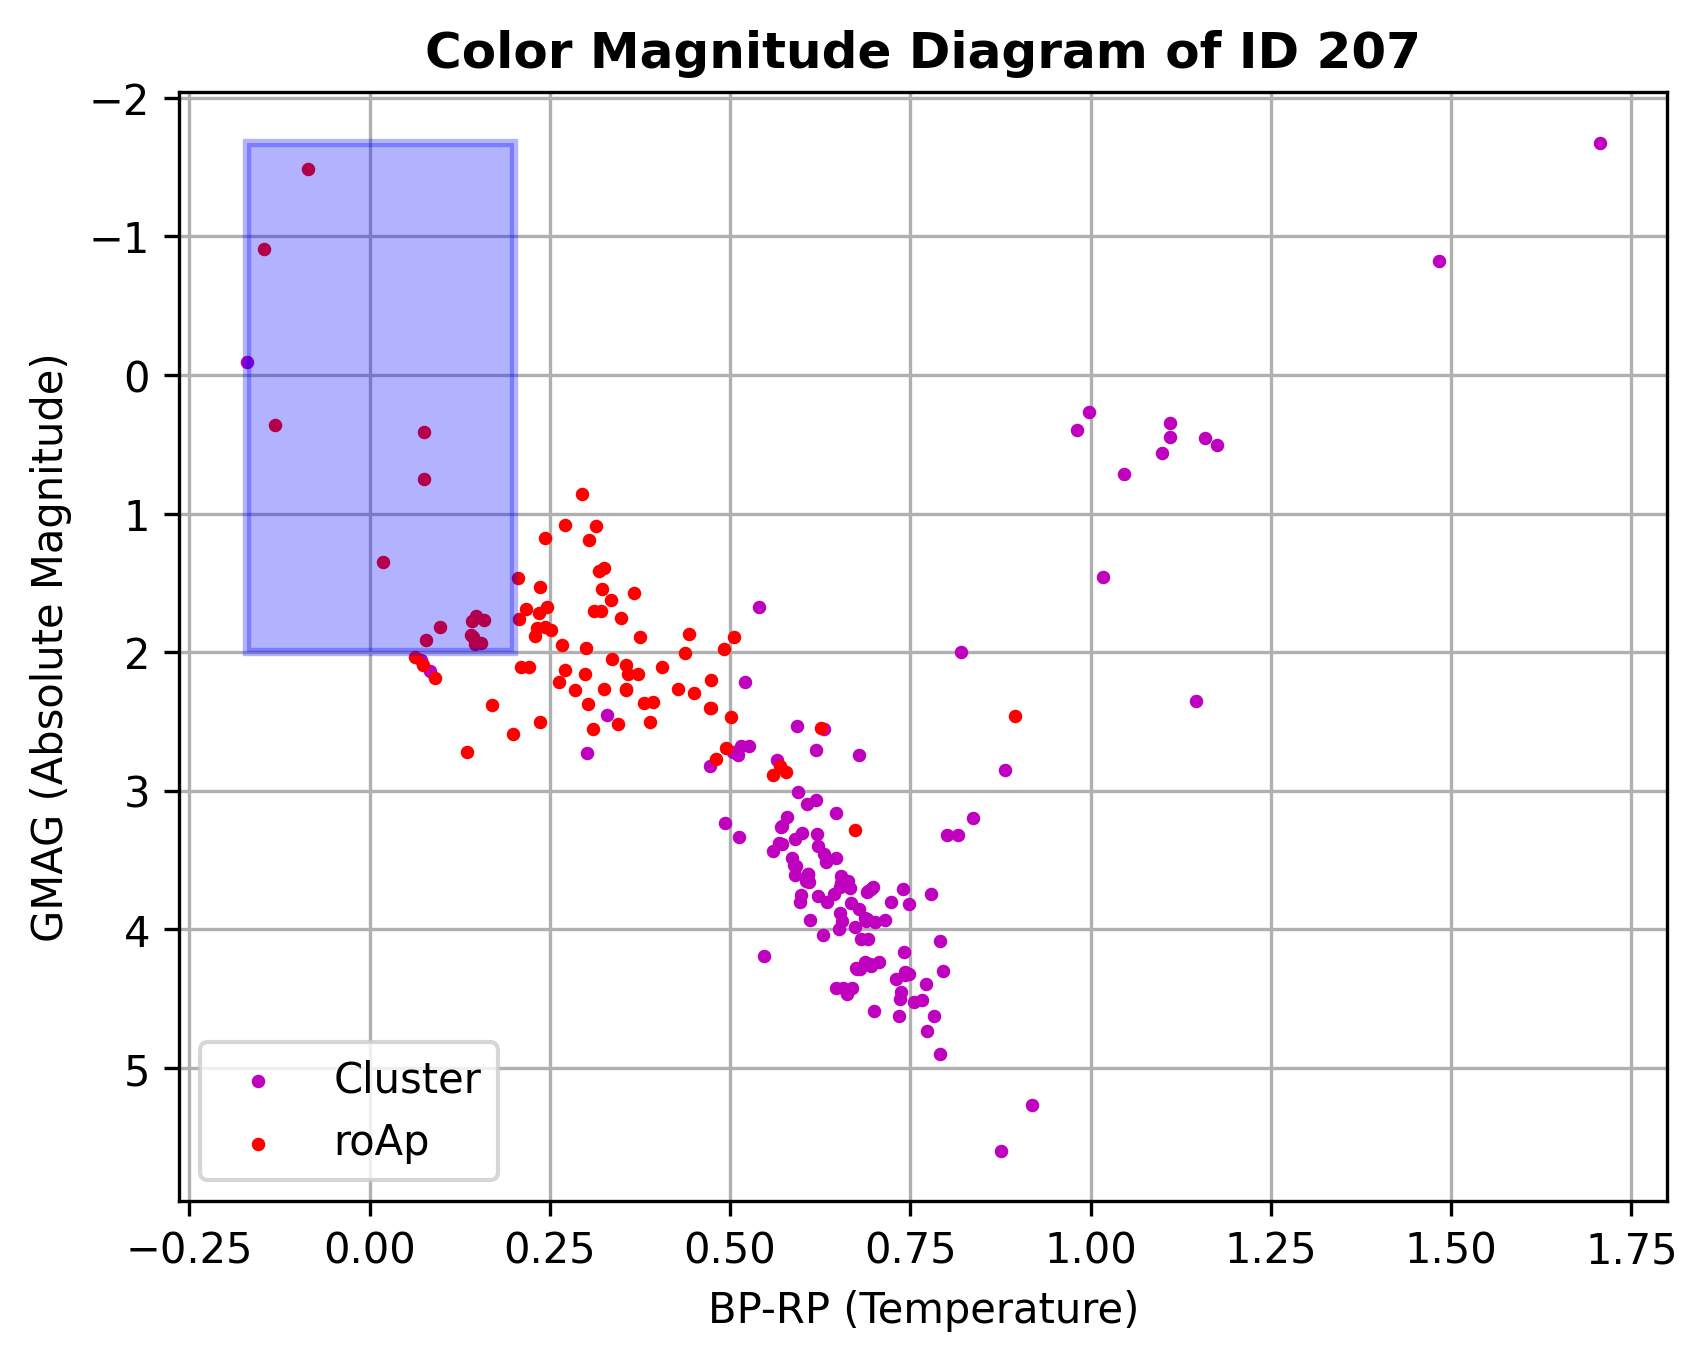 Color Magnitude Diagram of ID 207
−2
−1
0
1
2
3
4
5
GMAG (Absolute Magnitude)
Cluster
roAp
−0.25 0.00 0.25 0.50 0.75 1.00 1.25 1.50 1.75
BP-RP (Temperature)